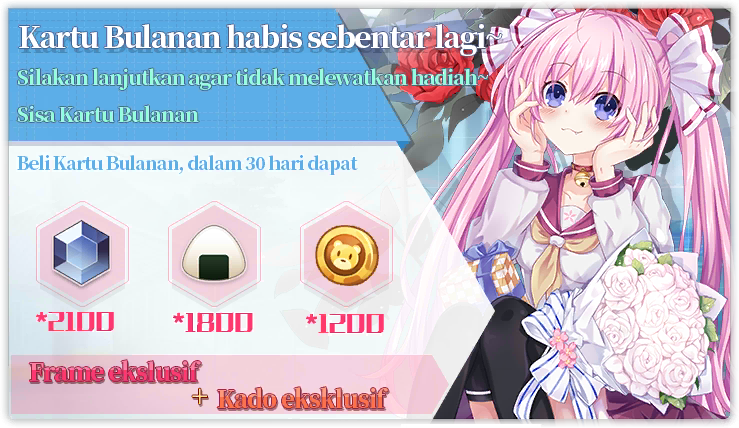 Kartu Bulanan habis sebentar lagi~
Silakan lanjutkan agar tidak melewatkan hadiah~
Sisa Kartu Bulanan
Beli Kartu Bulanan, dalam 30 hari dapat
*2100 *1800 *1200
Frame ekslusif
+ Kado eksklusif